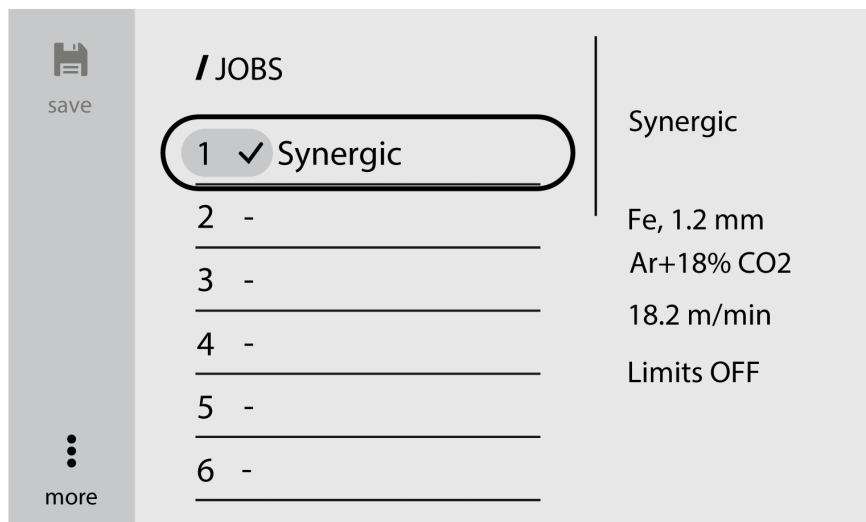 save
/ JOBS
1 ✓ Synergic
2 -
3 -
4 -
5 -
6 -
more
Synergic
Fe, 1.2 mm
Ar+18% CO2
18.2 m/min
Limits OFF